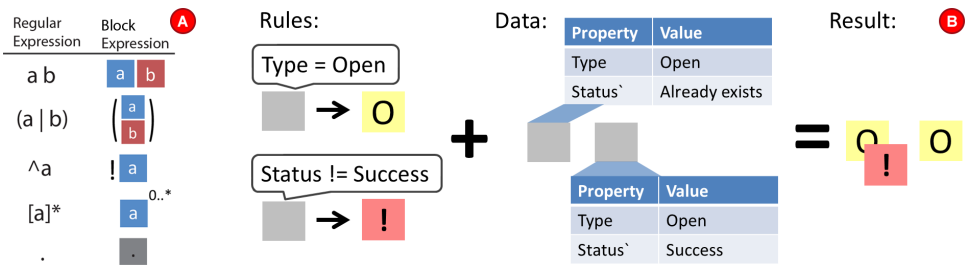 Regular
Expression
Block
Expression
A
a b
a b
(a | b)
( a
b )
^a
! a
[a]*
a 0..*
.
.
Rules:
Type = Open
→ O
Status != Success
→ !
+
Data:
Property Value
Type Open
Status` Already exists
Property Value
Type Open
Status` Success
=
Result:
B
O O
!